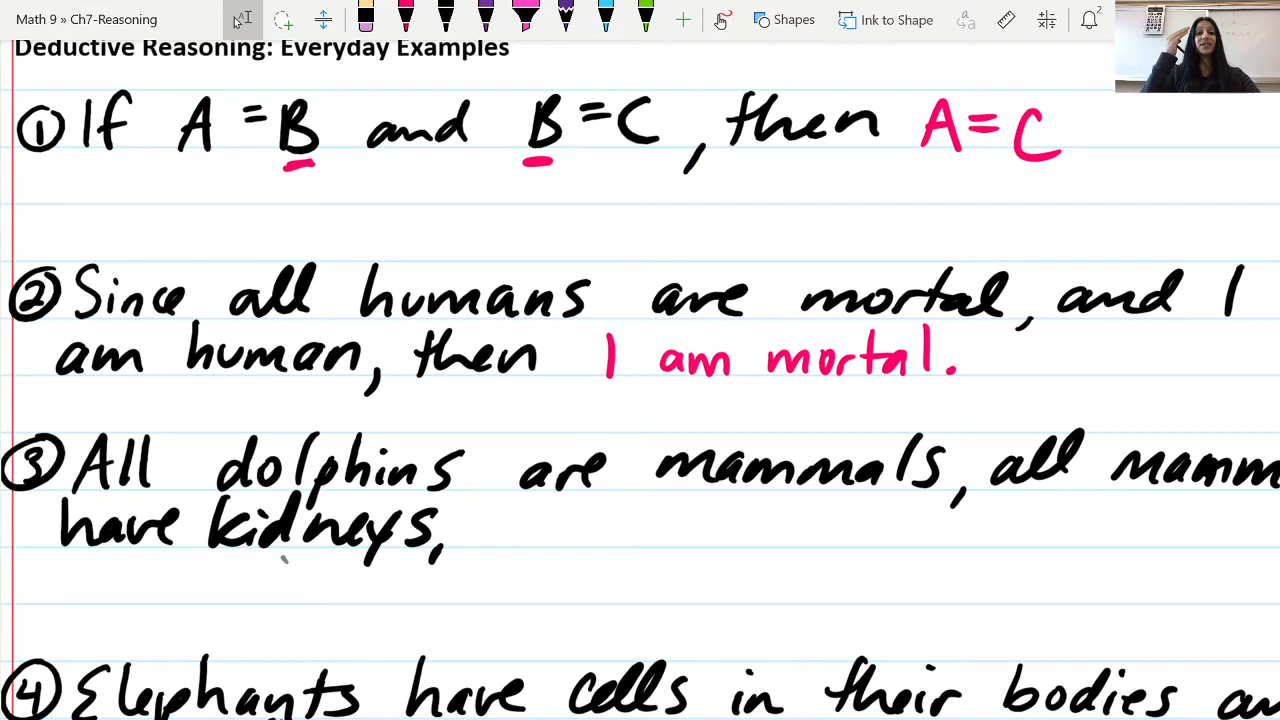 Math 9 » Ch7-Reasoning
Shapes
Ink to Shape
Deductive Reasoning: Everyday Examples
① If A = B and B = C, then A = C
② Since all humans are mortal, and I
am human, then I am mortal.
③ All dolphins are mammals, all mamm
have kidneys,
④ Elephants have cells in their bodies an